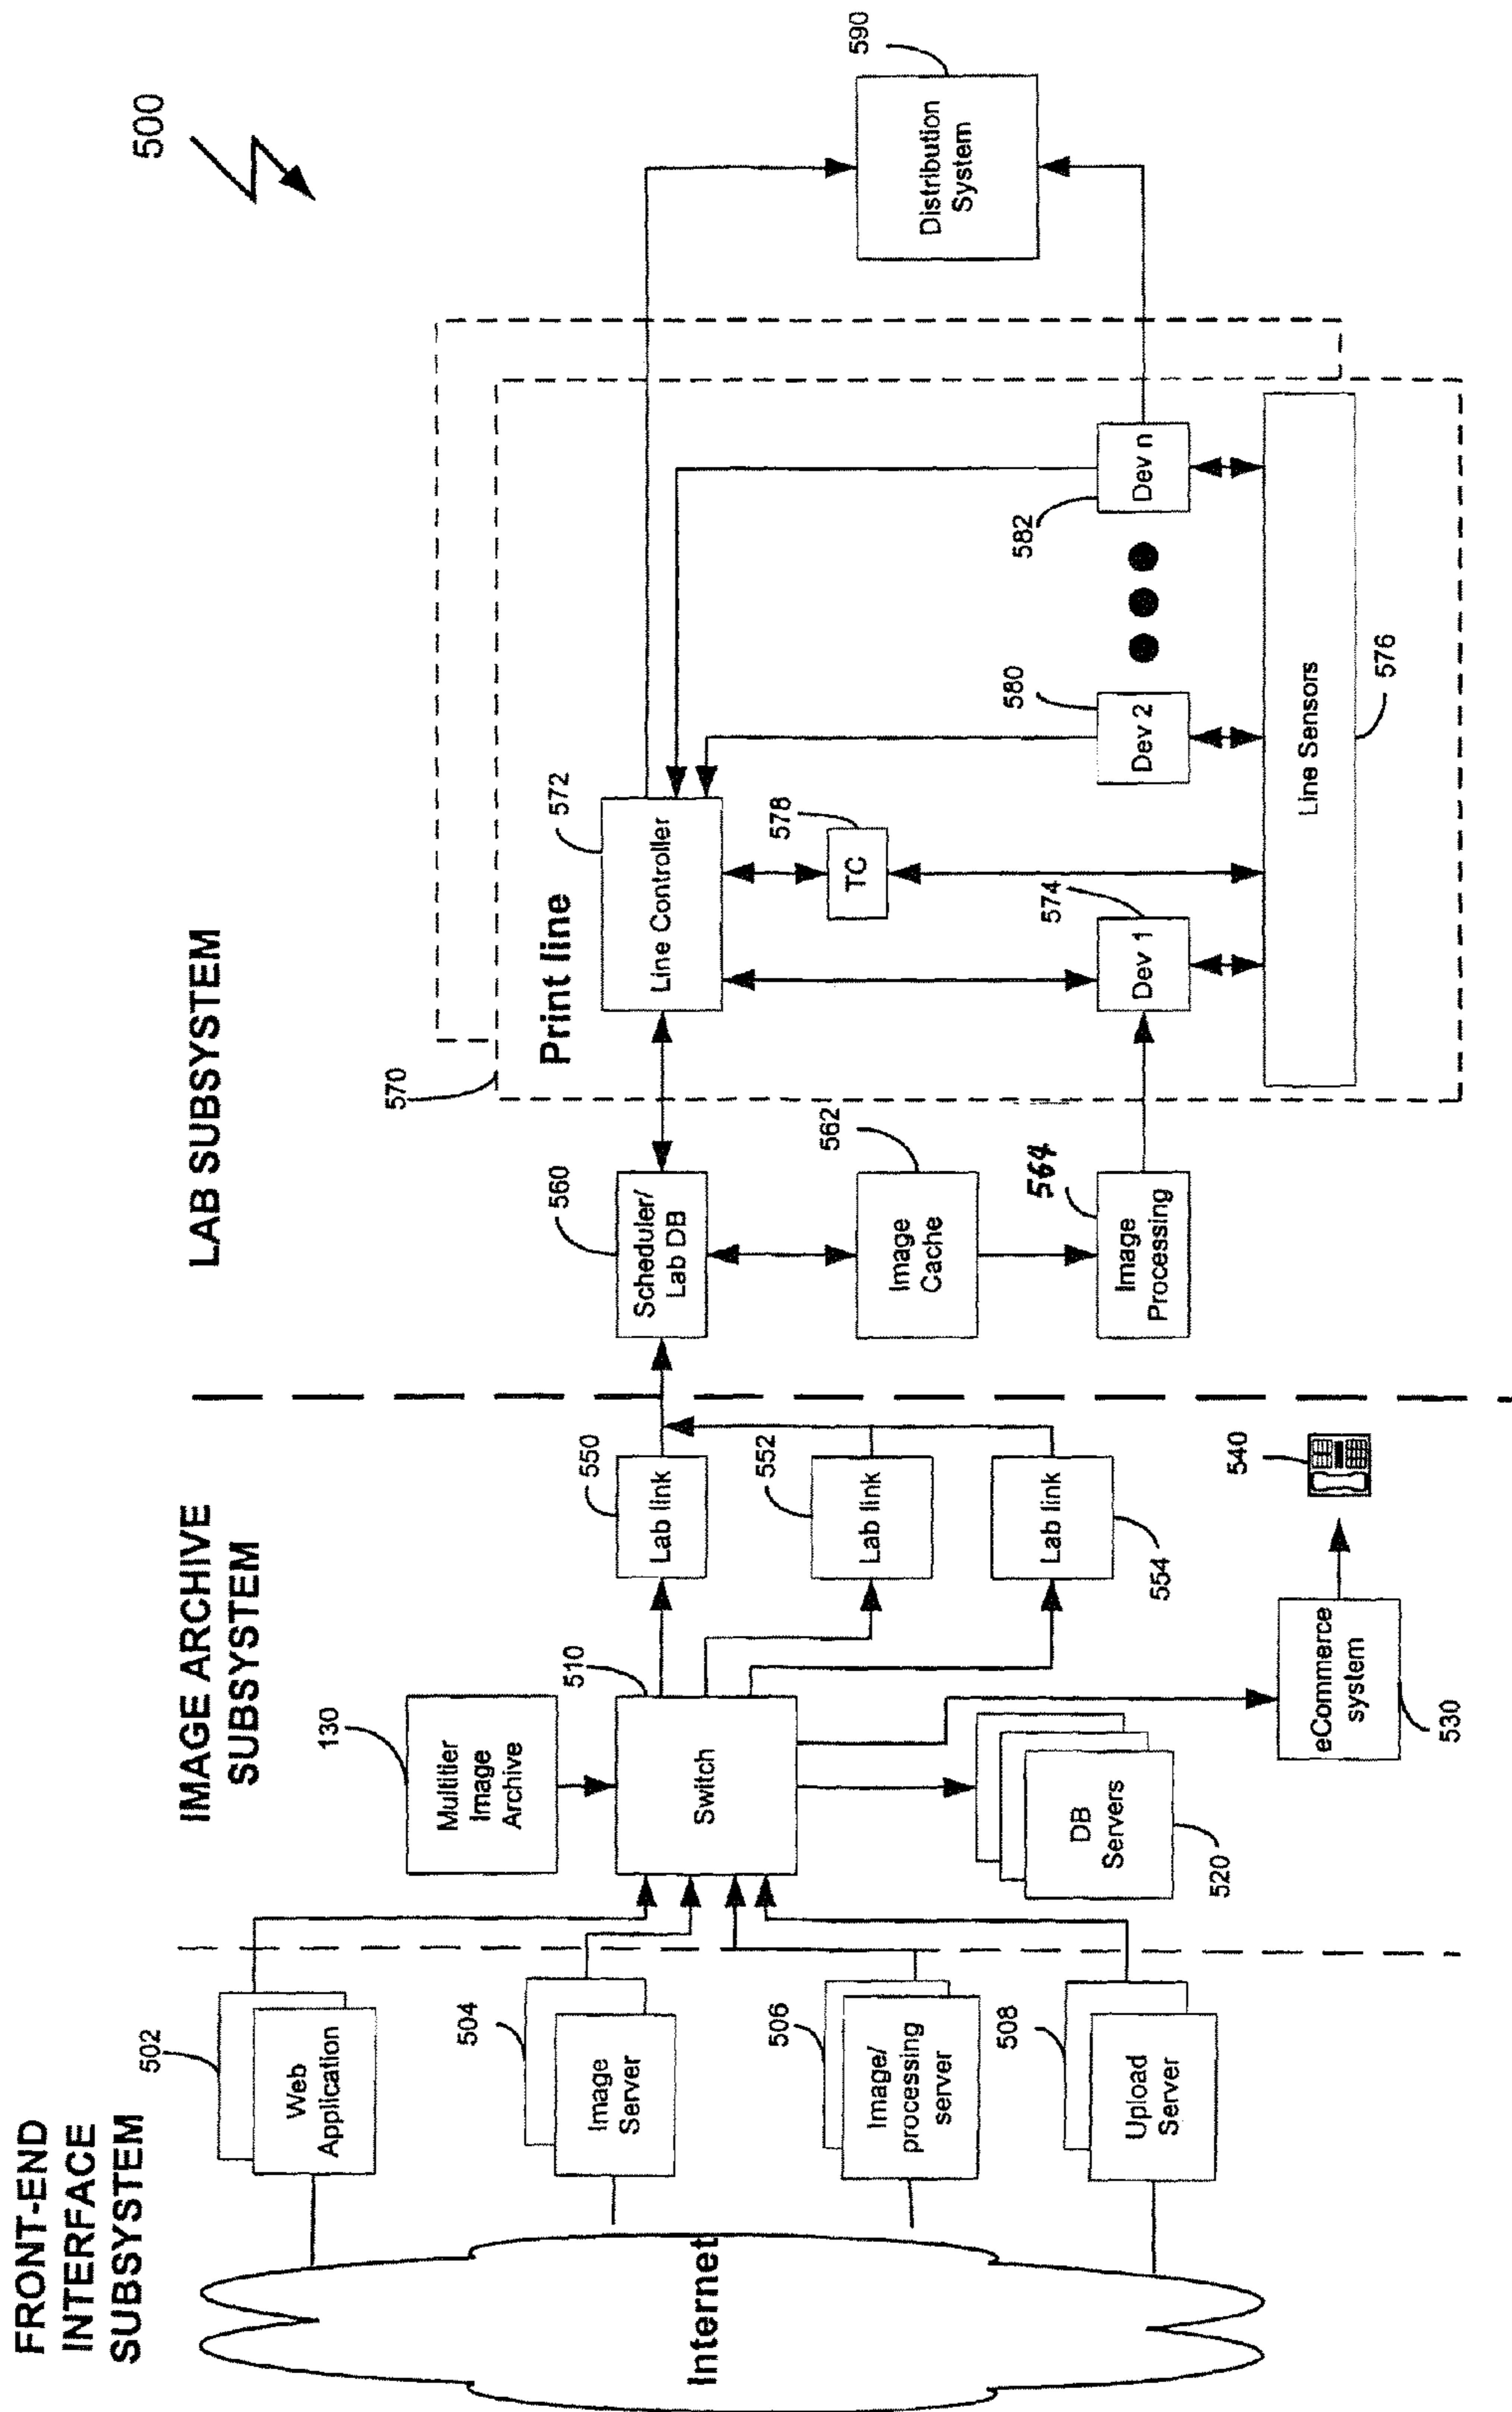 500
FRONT-END
INTERFACE
SUBSYSTEM
IMAGE ARCHIVE
SUBSYSTEM
LAB SUBSYSTEM
Internet
502
Web
Application
504
Image
Server
506
Image/
processing
server
508
Upload
Server
130
Multitier
Image
Archive
510
Switch
DB
Servers
520
eCommerce
system
530
540
550
Lab link
552
Lab link
Lab link
554
560
Scheduler/
Lab DB
562
Image
Cache
564
Image
Processing
570
Print line
572
Line Controller
578
TC
574
Dev 1
580
Dev 2
582
Dev n
Line Sensors
576
590
Distribution
System